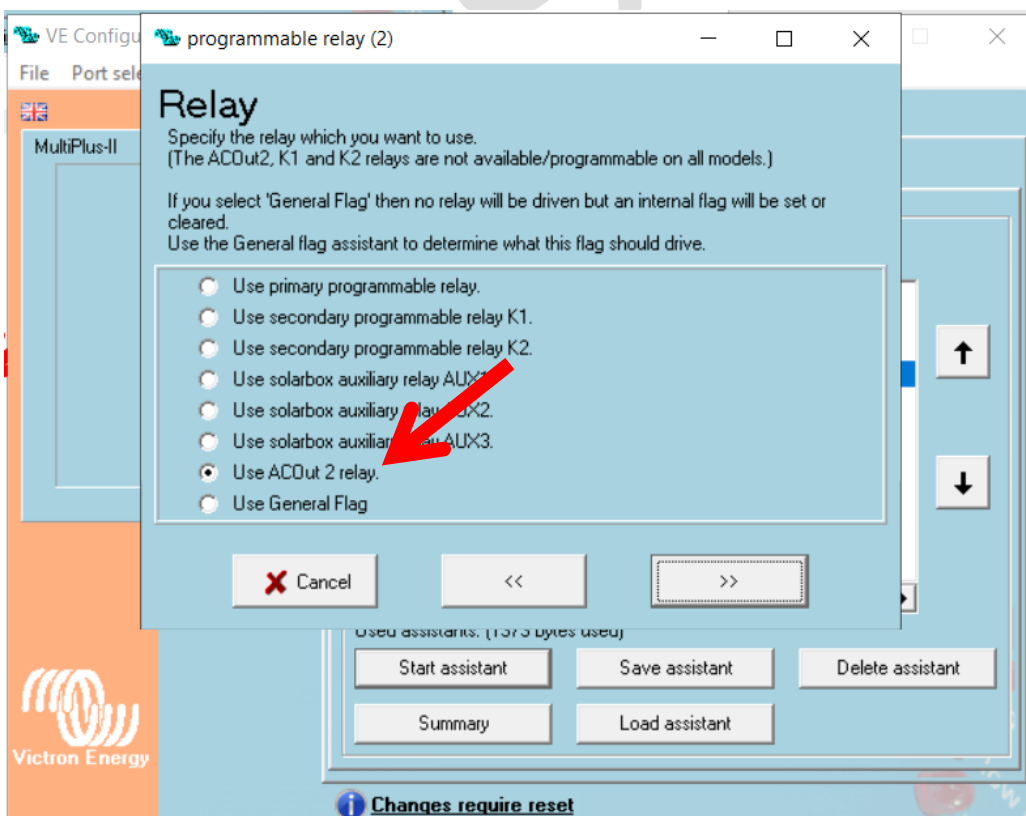 VE Configu
programmable relay (2)
File Port sele
MultiPlus-II
Relay
Specify the relay which you want to use.
(The ACOut2, K1 and K2 relays are not available/programmable on all models.)
If you select 'General Flag' then no relay will be driven but an internal flag will be set or
cleared.
Use the General flag assistant to determine what this flag should drive.
Use primary programmable relay.
Use secondary programmable relay K1.
Use secondary programmable relay K2.
Use solarbox auxiliary relay AUX1
Use solarbox auxiliary relay AUX2.
Use solarbox auxiliary relay AUX3.
Use ACOut 2 relay.
Use General Flag
Cancel
<<
>>
Used assistants. (1373 bytes used)
Start assistant
Save assistant
Delete assistant
Summary
Load assistant
Victron Energy
Changes require reset